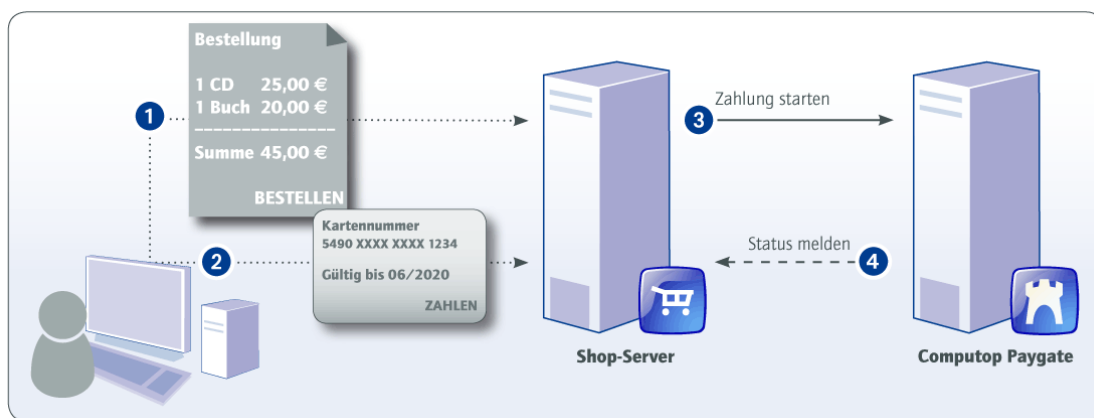 Bestellung
1 CD 25,00 €
1 Buch 20,00 €
————————————————
Summe 45,00 €
BESTELLEN
1
Kartennummer
5490 XXXX XXXX 1234
Gültig bis 06/2020
ZAHLEN
2
3 Zahlung starten
Status melden 4
Shop-Server
Computop Paygate